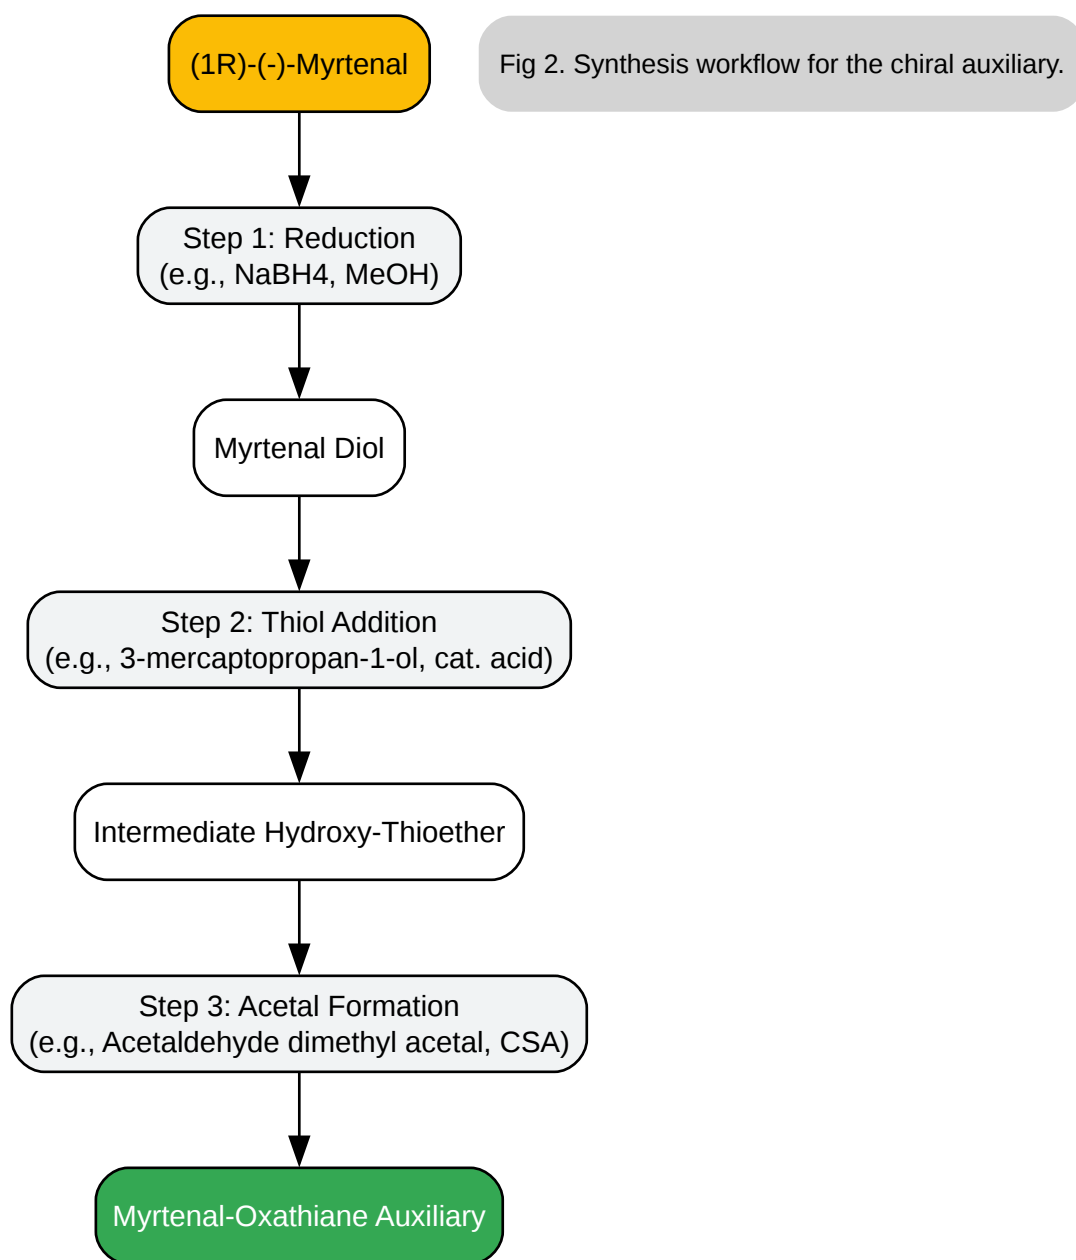 (1R)-(-)-Myrtenal
Fig 2. Synthesis workflow for the chiral auxiliary.
Step 1: Reduction
(e.g., NaBH4, MeOH)
Myrtenal Diol
Step 2: Thiol Addition
(e.g., 3-mercaptopropan-1-ol, cat. acid)
Intermediate Hydroxy-Thioether
Step 3: Acetal Formation
(e.g., Acetaldehyde dimethyl acetal, CSA)
Myrtenal-Oxathiane Auxiliary